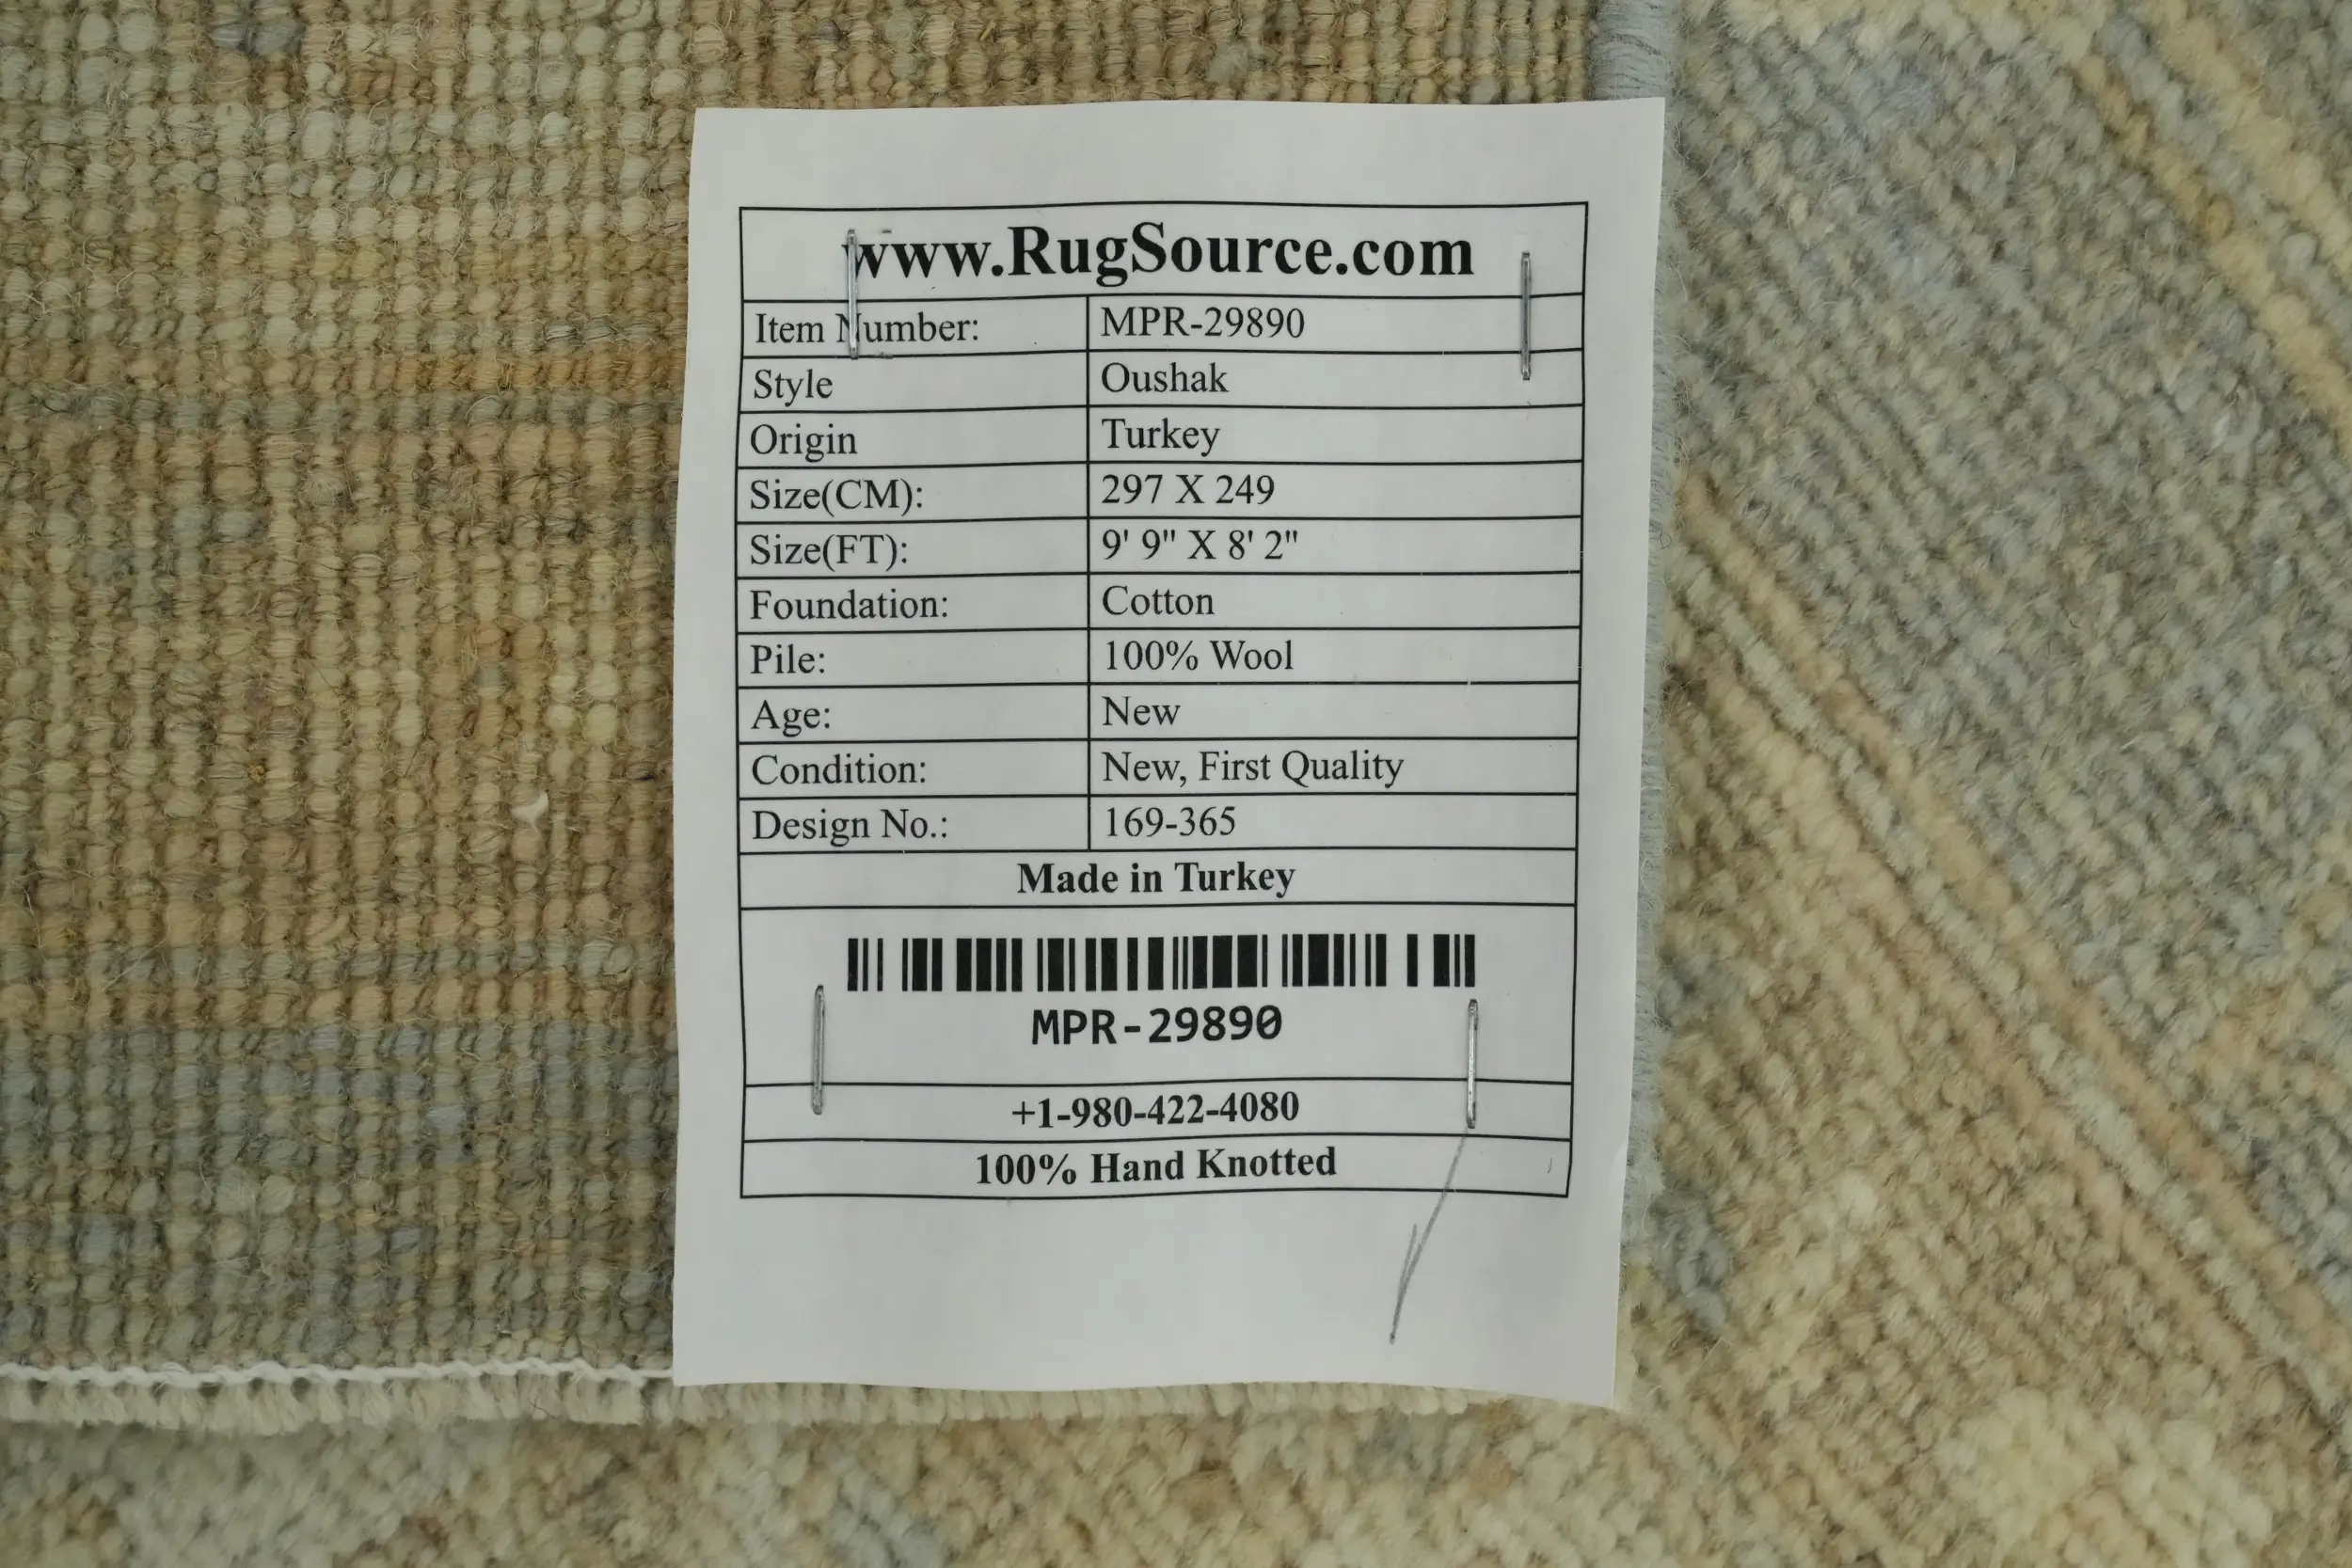 www.RugSource.com
Item Number: MPR-29890
Style Oushak
Origin Turkey
Size(CM): 297 X 249
Size(FT): 9' 9" X 8' 2"
Foundation: Cotton
Pile: 100% Wool
Age: New
Condition: New, First Quality
Design No.: 169-365
Made in Turkey
MPR-29890
+1-980-422-4080
100% Hand Knotted